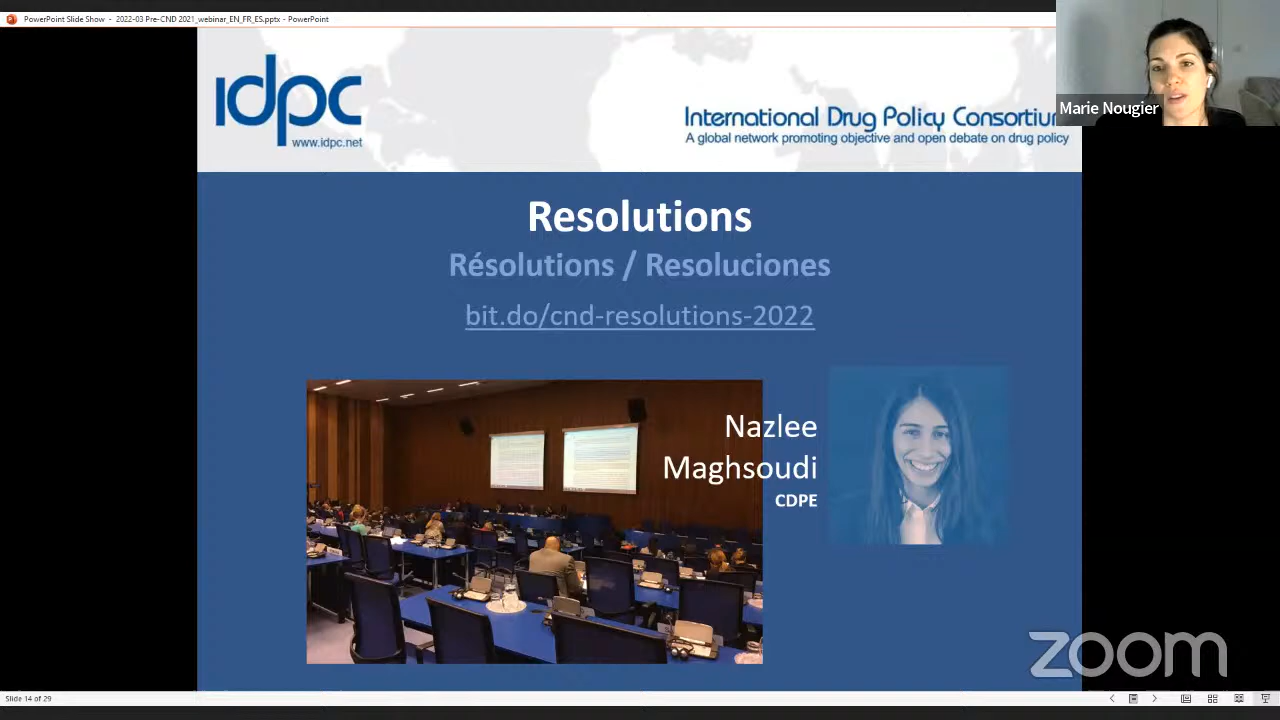 PowerPoint Slide Show - 2022-03 Pre-CND 2021_webinar_EN_FR_ES.pptx - PowerPoint
Marie Nougier
idpc
www.idpc.net
International Drug Policy Consortium
A global network promoting objective and open debate on drug policy
Resolutions
Résolutions / Resoluciones
bit.do/cnd-resolutions-2022
Nazlee
Maghsoudi
CDPE
zoom
Slide 14 of 29